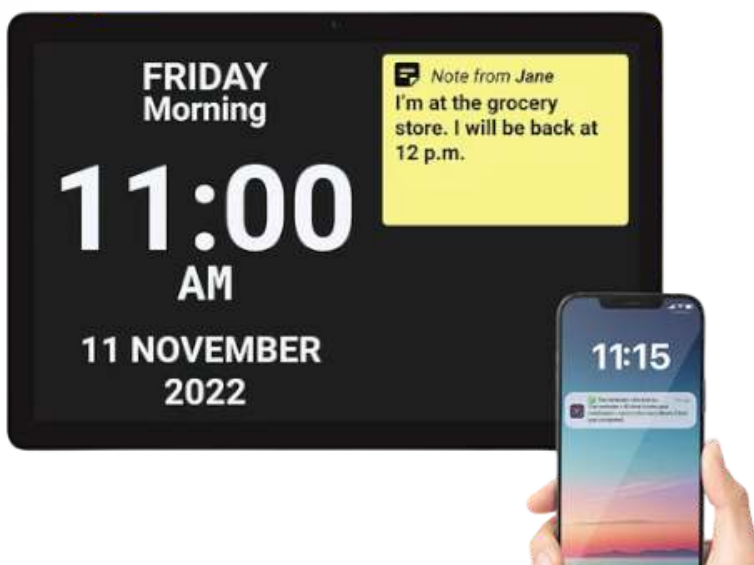 FRIDAY
Morning
11:00
AM
11 NOVEMBER
2022
Note from Jane
I'm at the grocery
store. I will be back at
12 p.m.
11:15